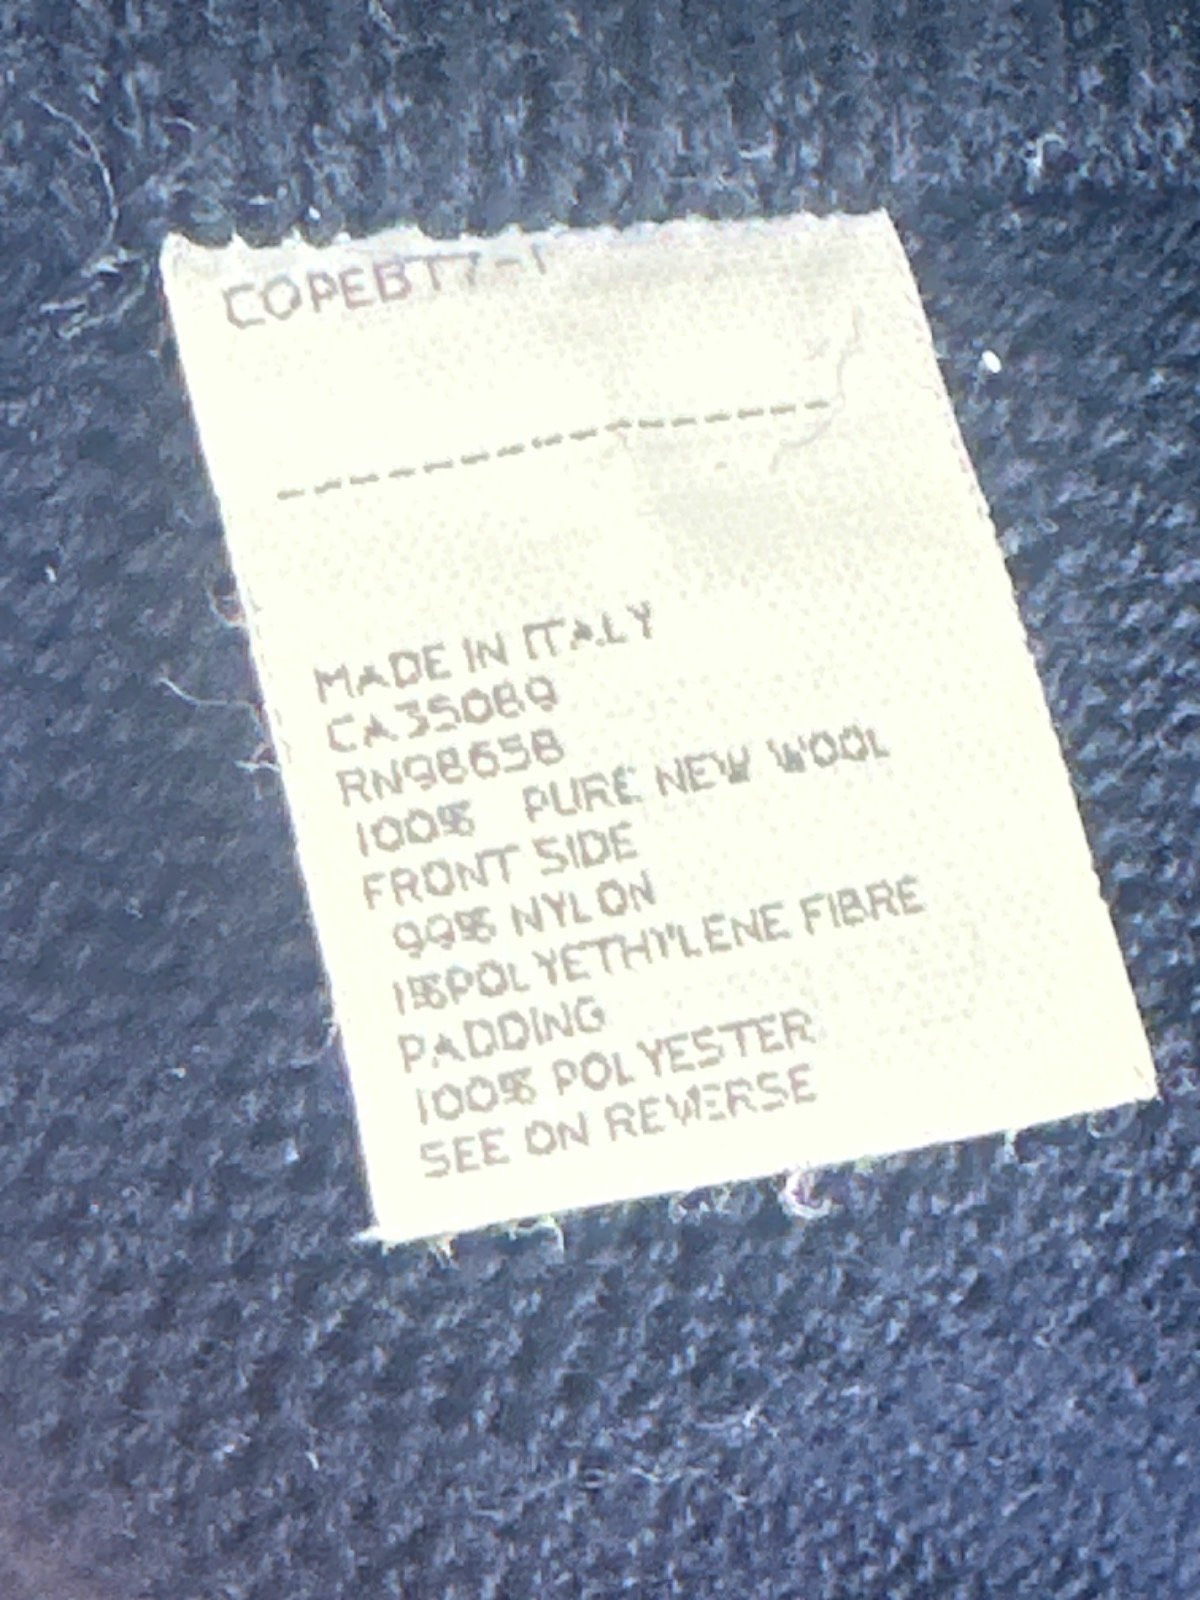 COPEBT7-1
MADE IN ITALY
CA35089
RN98658
100% PURE NEW WOOL
FRONT SIDE
99% NYLON
1%POLYETHYLENE FIBRE
PADDING
100% POLYESTER
SEE ON REVERSE